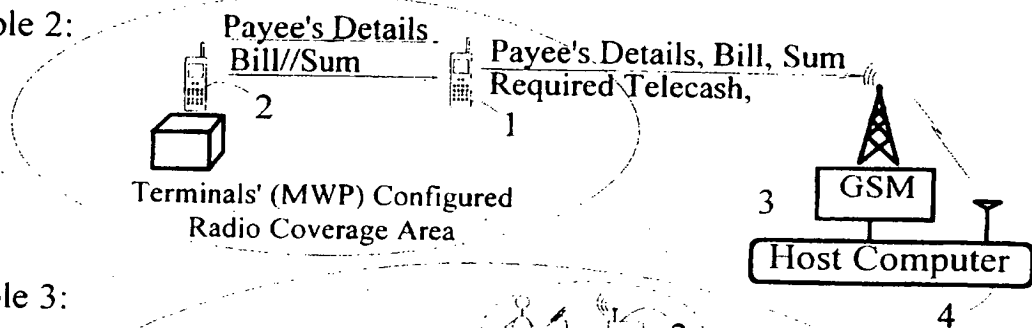 ple 2:
Payee's Details
Bill//Sum
2
Payee's Details, Bill, Sum
Required Telecash,
1
Terminals' (MWP) Configured
Radio Coverage Area
GSM
3
Host Computer
4
ple 3: